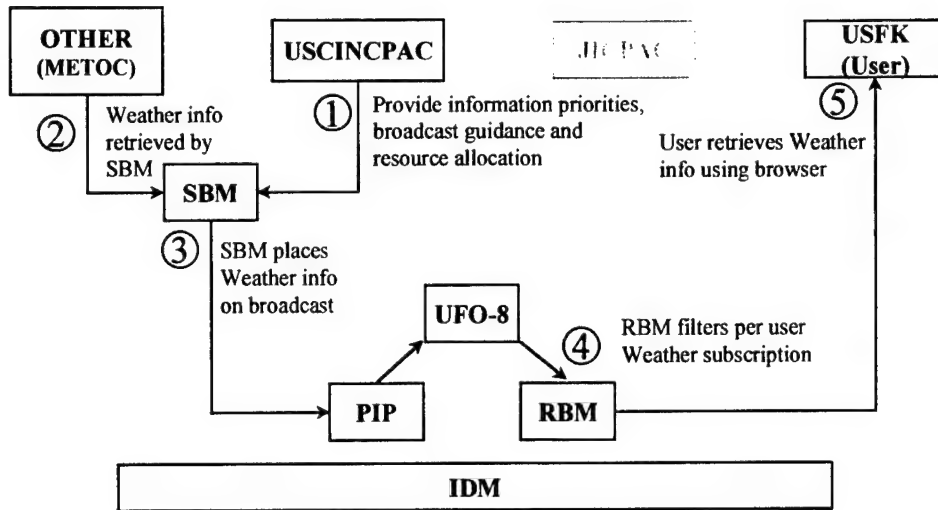 OTHER
(METOC)
USCINCPAC
JICPAC
USFK
(User)
②
Weather info
retrieved by
SBM
①
Provide information priorities,
broadcast guidance and
resource allocation
⑤
User retrieves Weather
info using browser
SBM
③
SBM places
Weather info
on broadcast
UFO-8
④
RBM filters per user
Weather subscription
PIP
RBM
IDM